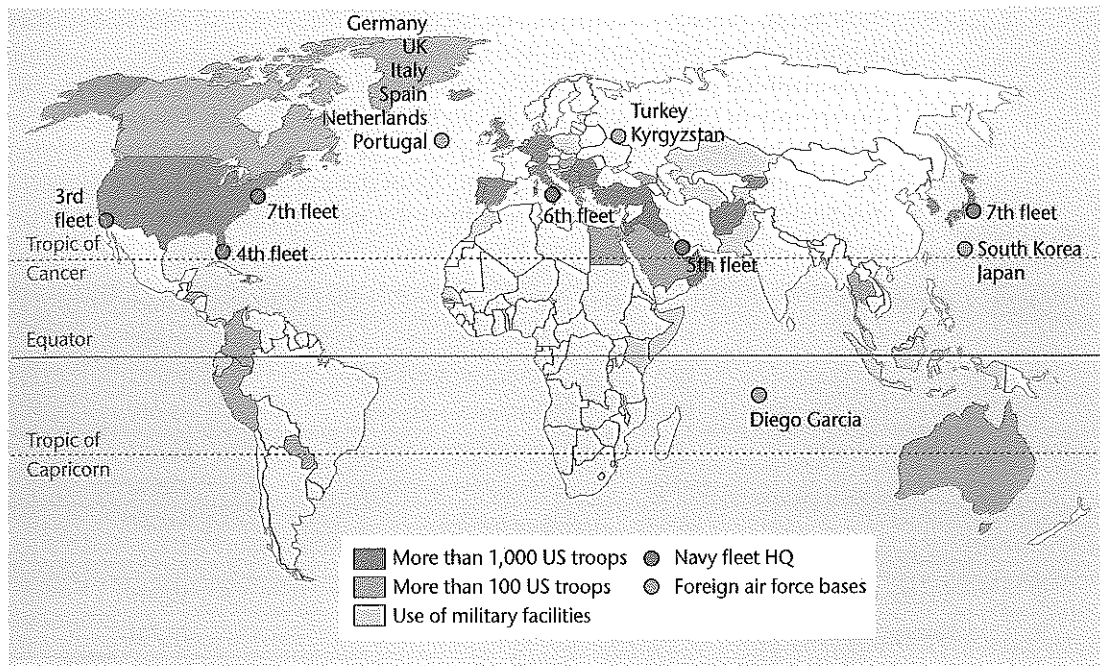 Germany
UK
Italy
Spain
Netherlands
Portugal
Turkey
Kyrgyzstan
3rd
fleet
7th fleet
6th fleet
7th fleet
4th fleet
5th fleet
South Korea
Japan
Tropic of
Cancer
Equator
Diego Garcia
Tropic of
Capricorn
More than 1,000 US troops
Navy fleet HQ
More than 100 US troops
Foreign air force bases
Use of military facilities